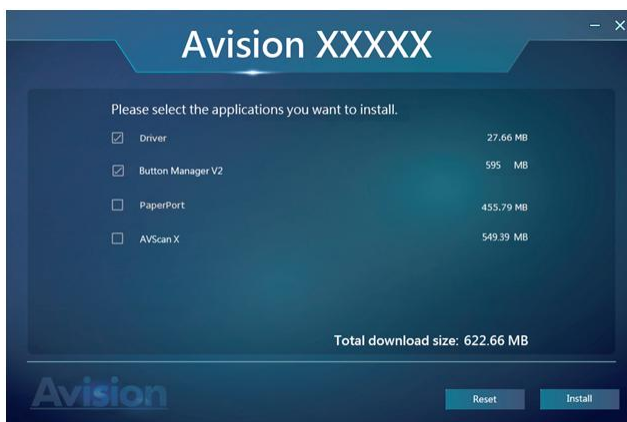 Avision XXXXX
Please select the applications you want to install.
Driver 27.66 MB
Button Manager V2 595 MB
PaperPort 455.79 MB
AVScan X 549.39 MB
Total download size: 622.66 MB
Avision
Reset Install